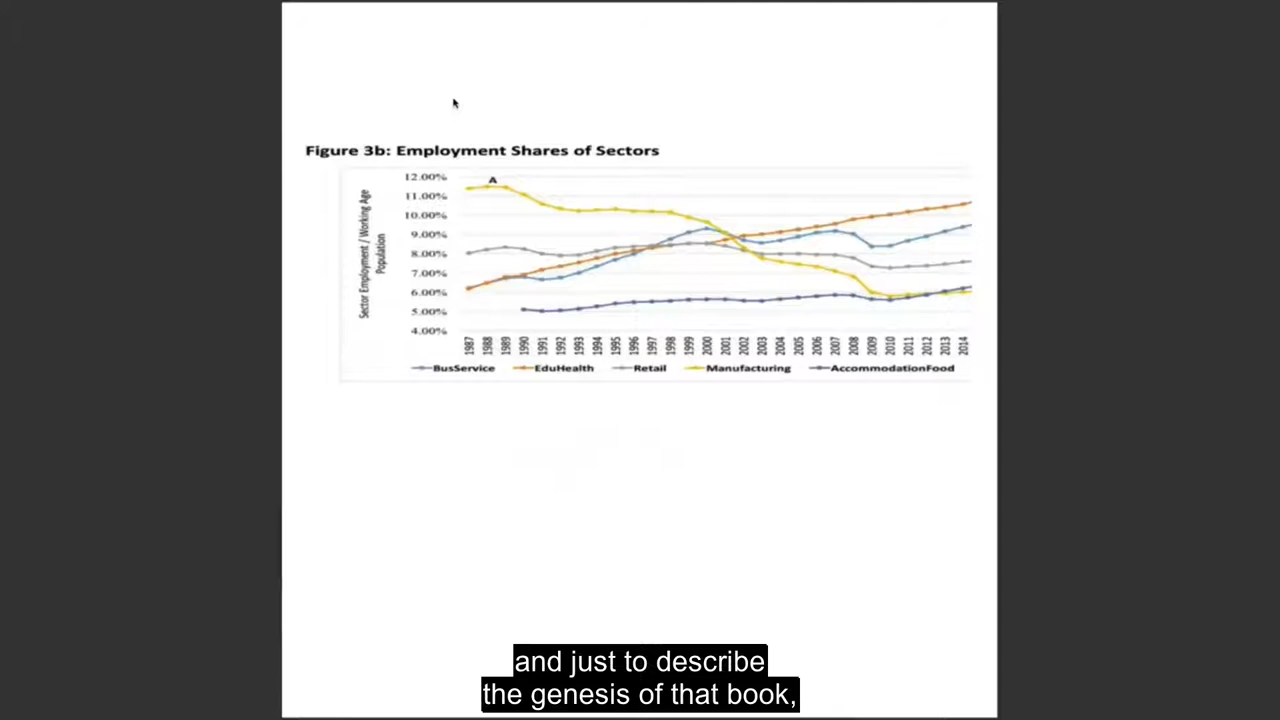 Figure 3b: Employment Shares of Sectors
A
12.00%
11.00%
10.00%
9.00%
8.00%
7.00%
6.00%
5.00%
4.00%
Sector Employment / Working Age
Population
1987 1988 1989 1990 1991 1992 1993 1994 1995 1996 1997 1998 1999 2000 2001 2002 2003 2004 2005 2006 2007 2008 2009 2010 2011 2012 2013 2014
BusService EduHealth Retail Manufacturing AccommodationFood
and just to describe
the genesis of that book,